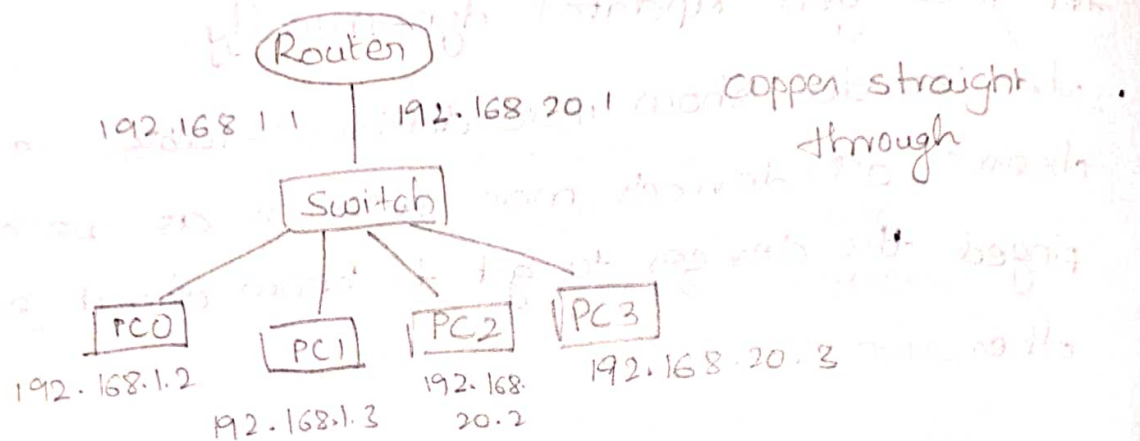 Router
192.168 1 1
192.168.20.1
copper straight
through
Switch
PC0
PC1
PC2
PC3
192.168.1.2
192.168.1.3
192.168.
20.2
192.168.20.3